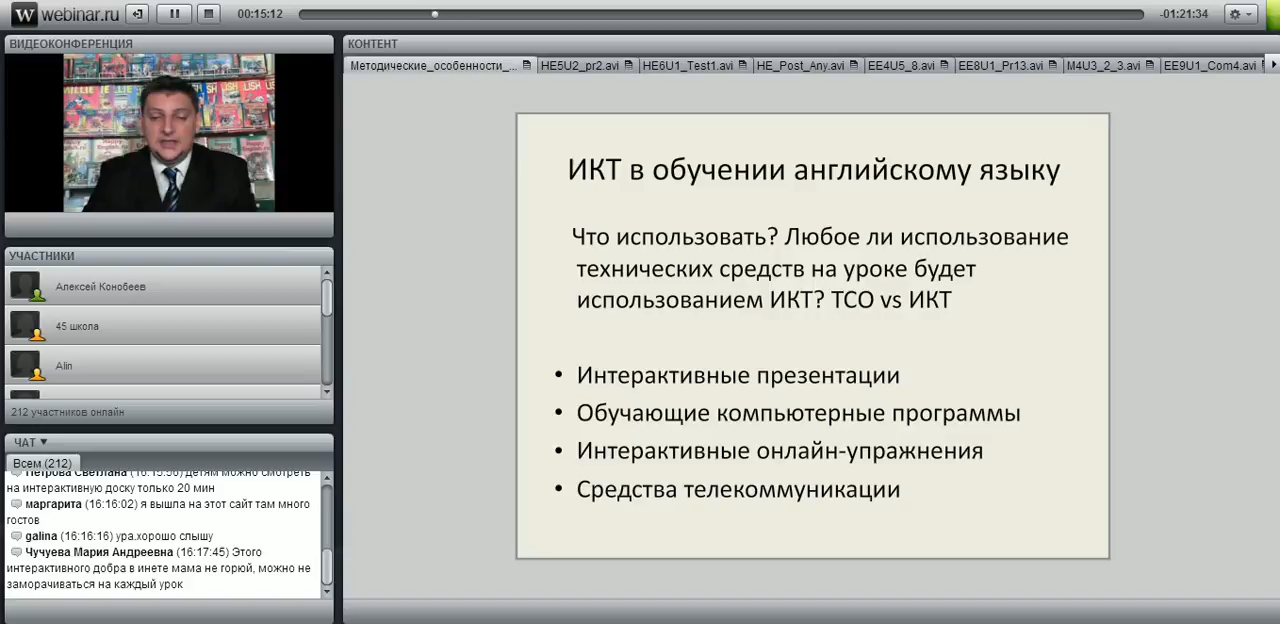 webinar.ru
00:15:12
-01:21:34
ВИДЕОКОНФЕРЕНЦИЯ
УЧАСТНИКИ
Алексей Конобеев
45 школа
Alin
212 участников онлайн
ЧАТ
Всем (212)
Петрова Светлана (16:15:50) детям можно смотреть
на интерактивную доску только 20 мин
маргарита (16:16:02) я вышла на этот сайт там много
гостов
galina (16:16:16) ура.хорошо слышу
Чучуева Мария Андреевна (16:17:45) Этого
интерактивного добра в инете мама не горюй, можно не
заморачиваться на каждый урок
КОНТЕНТ
Методические_особенности_... HE5U2_pr2.avi HE6U1_Test1.avi HE_Post_Any.avi EE4U5_8.avi EE8U1_Pr13.avi M4U3_2_3.avi EE9U1_Com4.avi
ИКТ в обучении английскому языку
Что использовать? Любое ли использование
технических средств на уроке будет
использованием ИКТ? ТСО vs ИКТ
• Интерактивные презентации
• Обучающие компьютерные программы
• Интерактивные онлайн-упражнения
• Средства телекоммуникации